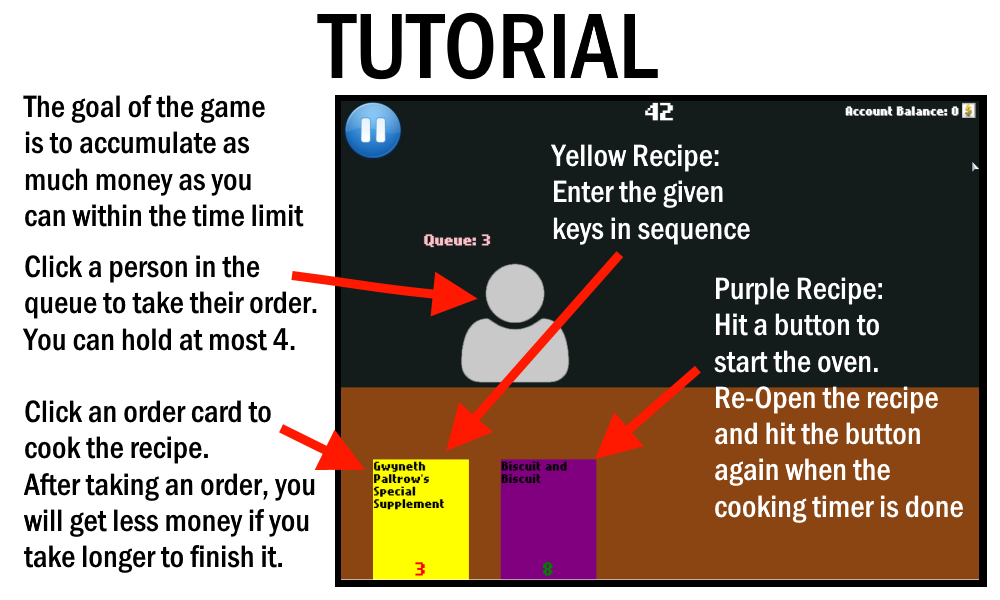 TUTORIAL
The goal of the game
is to accumulate as
much money as you
can within the time limit
Click a person in the
queue to take their order.
You can hold at most 4.
Click an order card to
cook the recipe.
After taking an order, you
will get less money if you
take longer to finish it.
42
Account Balance: 0 $
Yellow Recipe:
Enter the given
keys in sequence
Queue: 3
Purple Recipe:
Hit a button to
start the oven.
Re-Open the recipe
and hit the button
again when the
cooking timer is done
Gwyneth
Paltrow's
Special
Supplement
3
Biscuit and
Biscuit
8